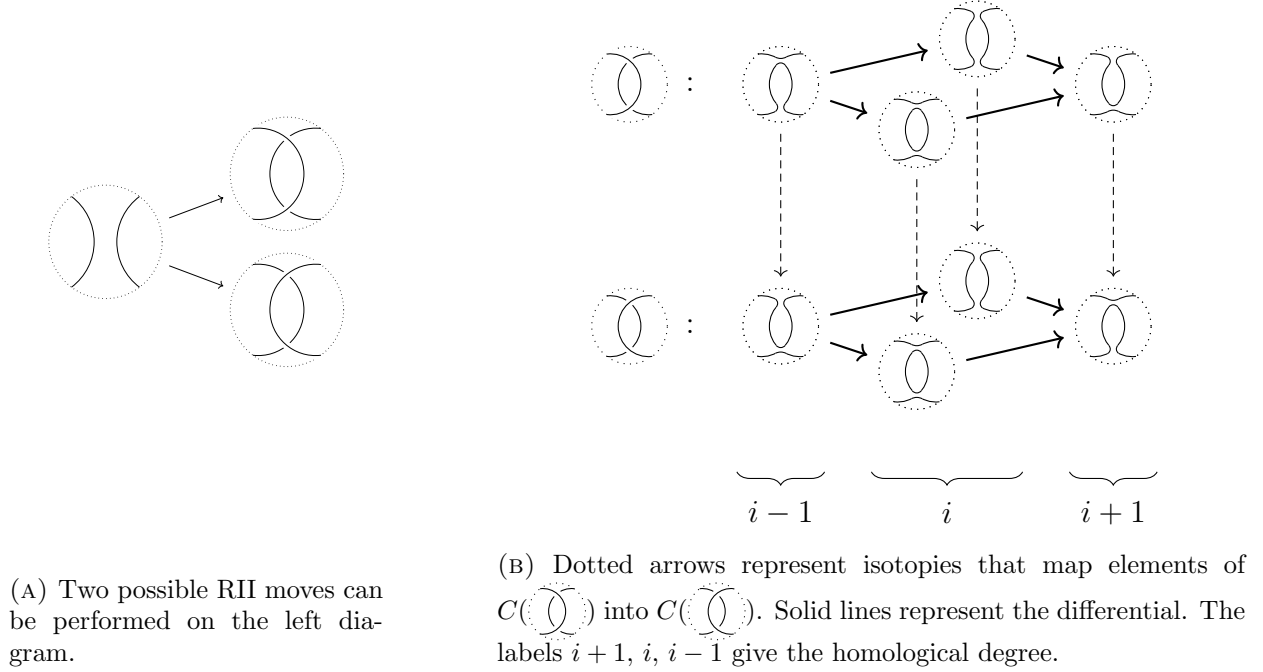 :
:
i − 1
i
i + 1
(A) Two possible RII moves can
be performed on the left dia-
gram.
(B) Dotted arrows represent isotopies that map elements of
C( ) into C( ). Solid lines represent the differential. The
labels i + 1, i, i − 1 give the homological degree.